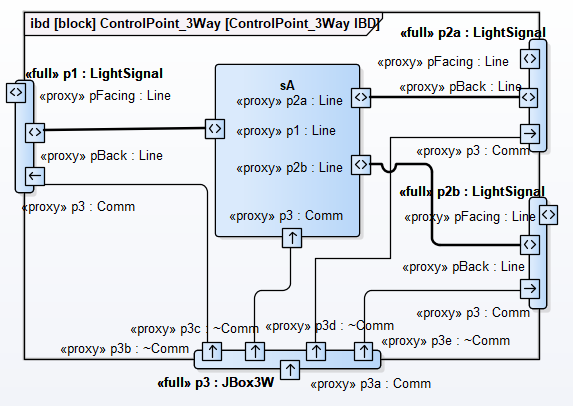 ibd [block] ControlPoint_3Way [ControlPoint_3Way IBD]
«full» p2a : LightSignal
«full» p1 : LightSignal
«proxy» pFacing : Line
sA
«proxy» pFacing : Line
«proxy» p2a : Line
«proxy» pBack : Line
«proxy» p1 : Line
«proxy» pBack : Line
«proxy» p3 : Comm
«proxy» p2b : Line
«full» p2b : LightSignal
«proxy» p3 : Comm
«proxy» p3 : Comm
«proxy» pFacing : Line
«proxy» pBack : Line
«proxy» p3 : Comm
«proxy» p3c : ~Comm
«proxy» p3d : ~Comm
«proxy» p3b : ~Comm
«proxy» p3e : ~Comm
«full» p3 : JBox3W
«proxy» p3a : Comm